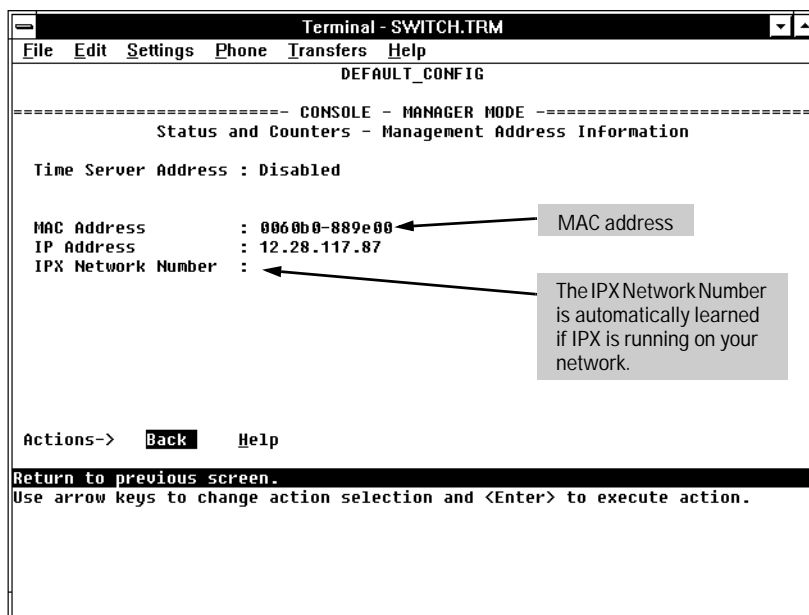 Terminal - SWITCH.TRM
File Edit Settings Phone Transfers Help
DEFAULT_CONFIG
==========================- CONSOLE - MANAGER MODE -==========================
Status and Counters - Management Address Information
Time Server Address : Disabled
MAC Address : 0060b0-889e00
MAC address
IP Address : 12.28.117.87
IPX Network Number :
The IPX Network Number
is automatically learned
if IPX is running on your
network.
Actions-> Back Help
Return to previous screen.
Use arrow keys to change action selection and <Enter> to execute action.